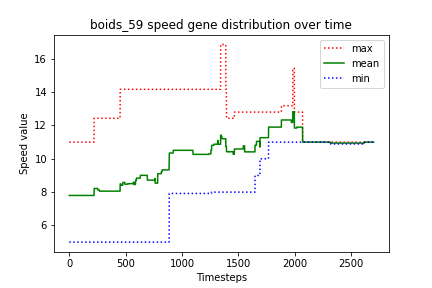 boids_59 speed gene distribution over time
max
mean
min
Speed value
16
14
12
10
8
6
0
500
1000
1500
2000
2500
Timesteps